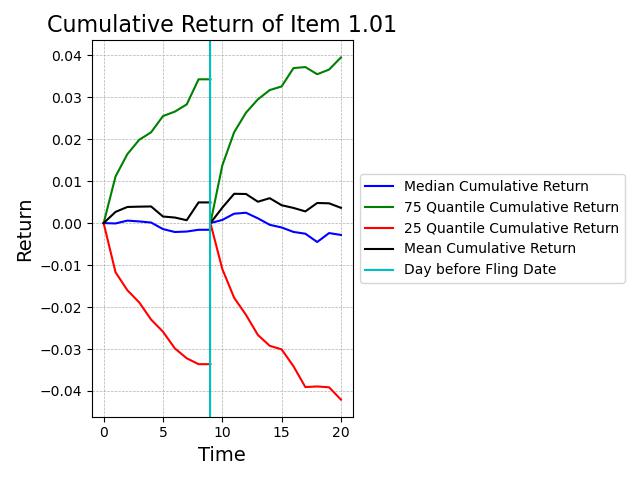 Cumulative Return of Item 1.01
Return
0.04
0.03
0.02
0.01
0.00
−0.01
−0.02
−0.03
−0.04
0 5 10 15 20
Time
Median Cumulative Return
75 Quantile Cumulative Return
25 Quantile Cumulative Return
Mean Cumulative Return
Day before Fling Date